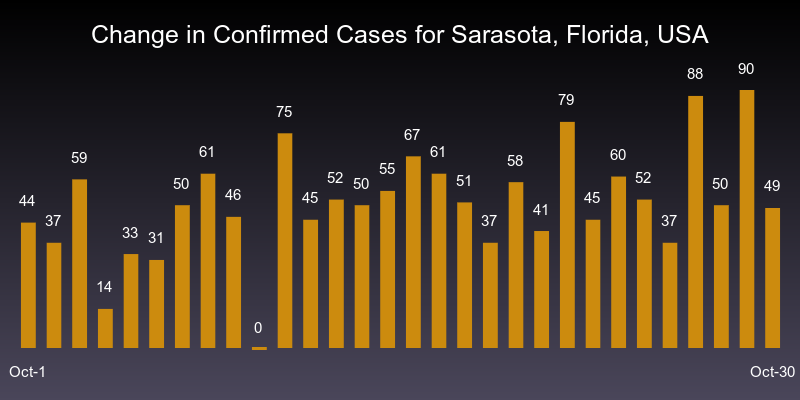 Change in Confirmed Cases for Sarasota, Florida, USA
44 37 59 14 33 31 50 61 46 0 75 45 52 50 55 67 61 51 37 58 41 79 45 60 52 37 88 50 90 49
Oct-1 Oct-30